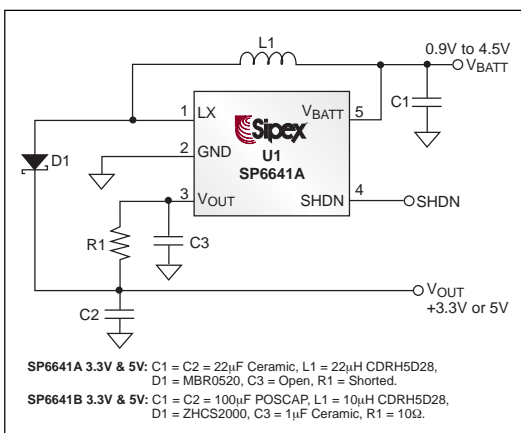 L1
0.9V to 4.5V
VBATT
C1
1
LX
VBATT
5
Sipex
D1
2
GND
U1
SP6641A
3
VOUT
SHDN
4
SHDN
R1
C3
VOUT
+3.3V or 5V
C2
SP6641A 3.3V & 5V: C1 = C2 = 22μF Ceramic, L1 = 22μH CDRH5D28,
D1 = MBR0520, C3 = Open, R1 = Shorted.
SP6641B 3.3V & 5V: C1 = C2 = 100μF POSCAP, L1 = 10μH CDRH5D28,
D1 = ZHCS2000, C3 = 1μF Ceramic, R1 = 10Ω.